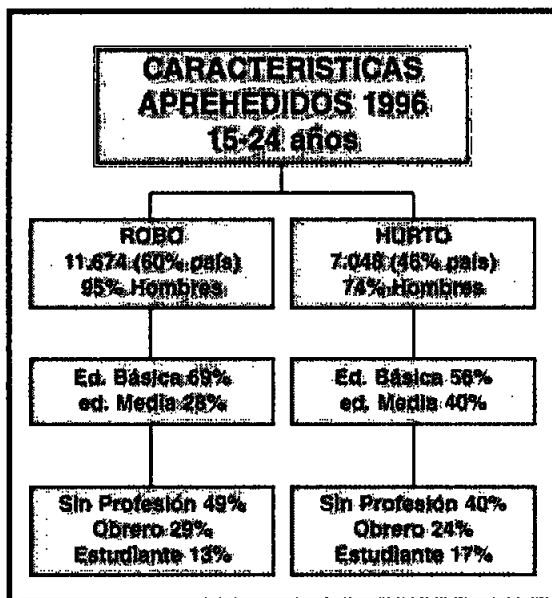 CARACTERISTICAS
APREHEDIDOS 1996
15-24 años
ROBO
11.674 (60% país)
95% Hombres
HURTO
7.046 (46% país)
74% Hombres
Ed. Básica 69%
ed. Media 28%
Ed. Básica 56%
ed. Media 40%
Sin Profesión 49%
Obrero 29%
Estudiante 13%
Sin Profesión 40%
Obrero 24%
Estudiante 17%